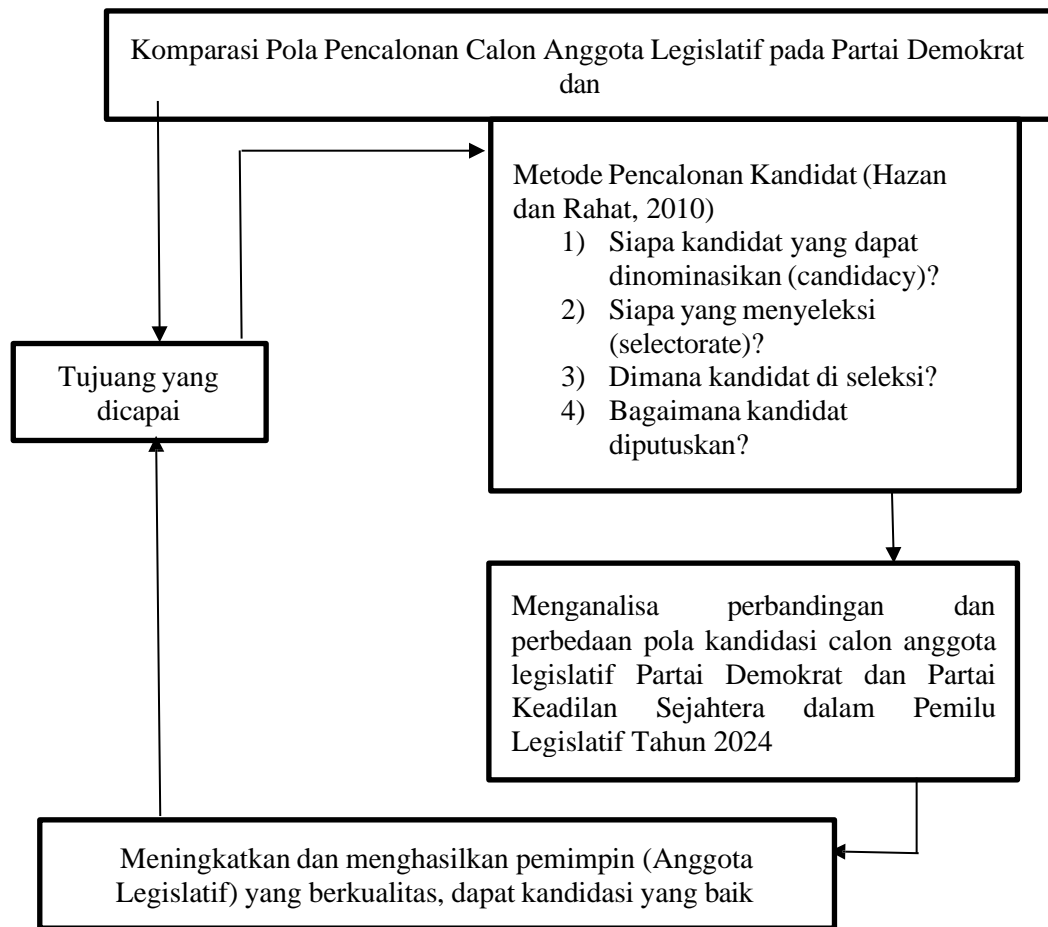 Komparasi Pola Pencalonan Calon Anggota Legislatif pada Partai Demokrat
dan
Metode Pencalonan Kandidat (Hazan
dan Rahat, 2010)
1) Siapa kandidat yang dapat
dinominasikan (candidacy)?
2) Siapa yang menyeleksi
(selectorate)?
3) Dimana kandidat di seleksi?
4) Bagaimana kandidat
diputuskan?
Tujuang yang
dicapai
Menganalisa perbandingan dan
perbedaan pola kandidasi calon anggota
legislatif Partai Demokrat dan Partai
Keadilan Sejahtera dalam Pemilu
Legislatif Tahun 2024
Meningkatkan dan menghasilkan pemimpin (Anggota
Legislatif) yang berkualitas, dapat kandidasi yang baik